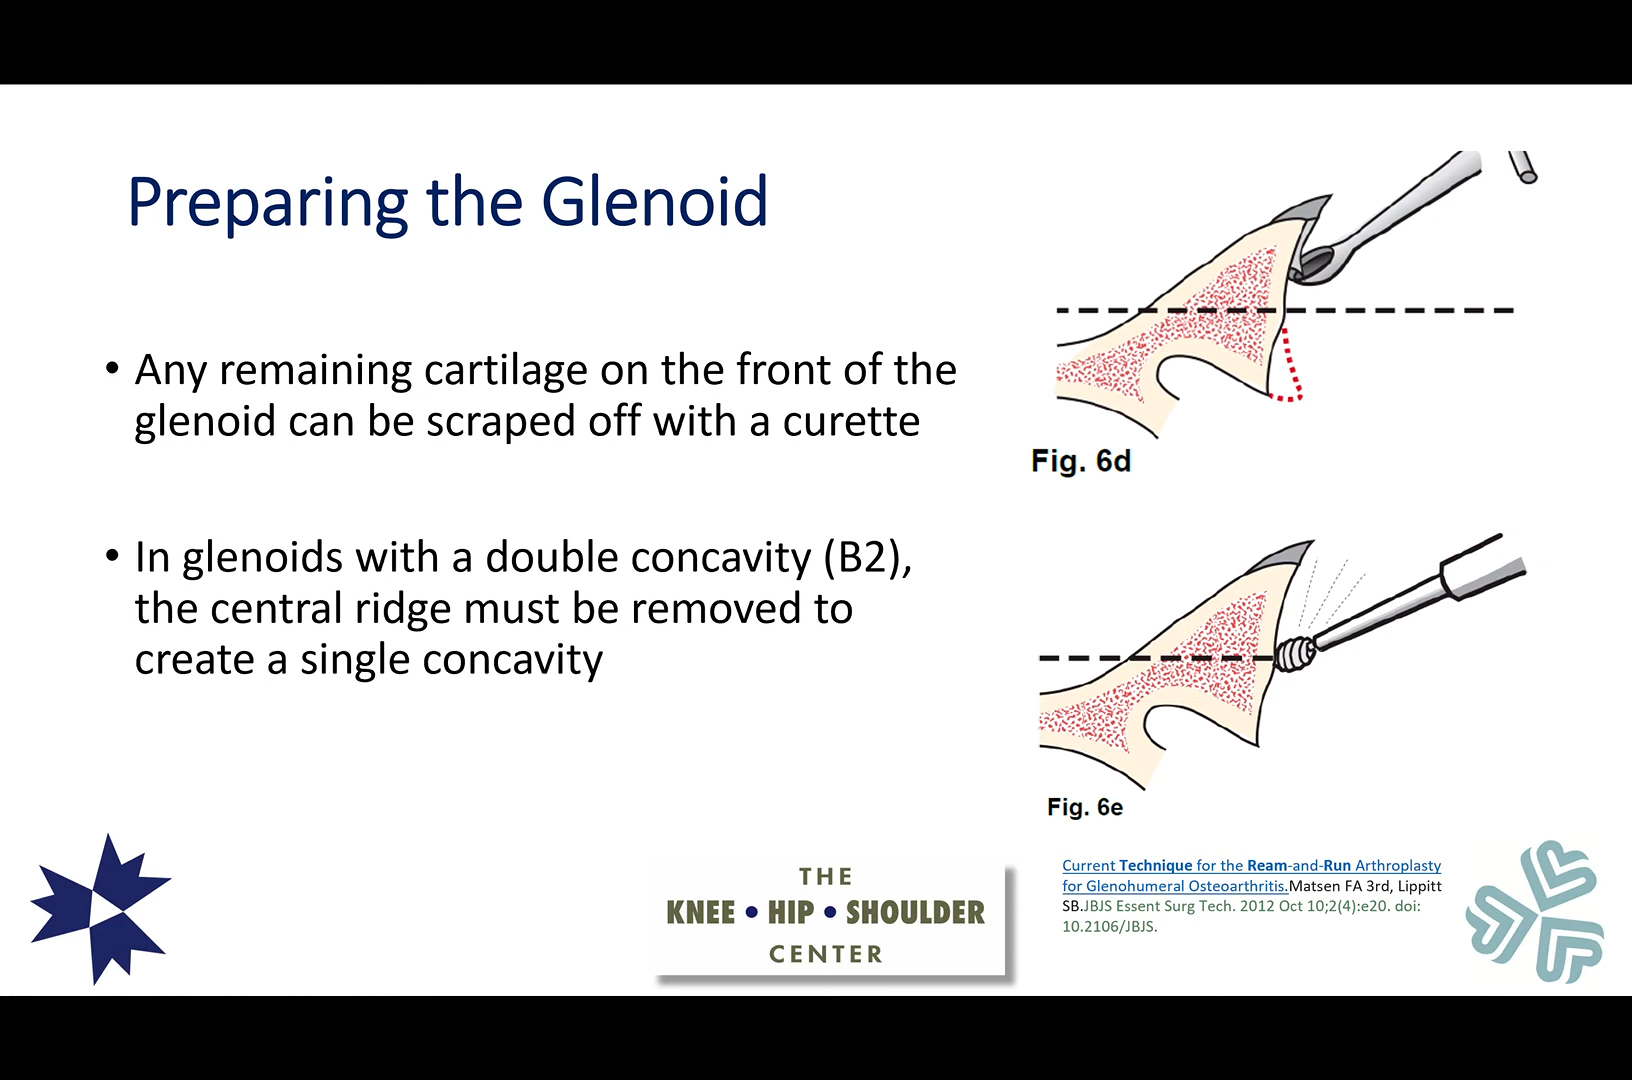 Preparing the Glenoid
• Any remaining cartilage on the front of the
glenoid can be scraped off with a curette
• In glenoids with a double concavity (B2),
the central ridge must be removed to
create a single concavity
Fig. 6d
Fig. 6e
THE
KNEE • HIP • SHOULDER
CENTER
Current Technique for the Ream-and-Run Arthroplasty
for Glenohumeral Osteoarthritis.Matsen FA 3rd, Lippitt
SB.JBJS Essent Surg Tech. 2012 Oct 10;2(4):e20. doi:
10.2106/JBJS.